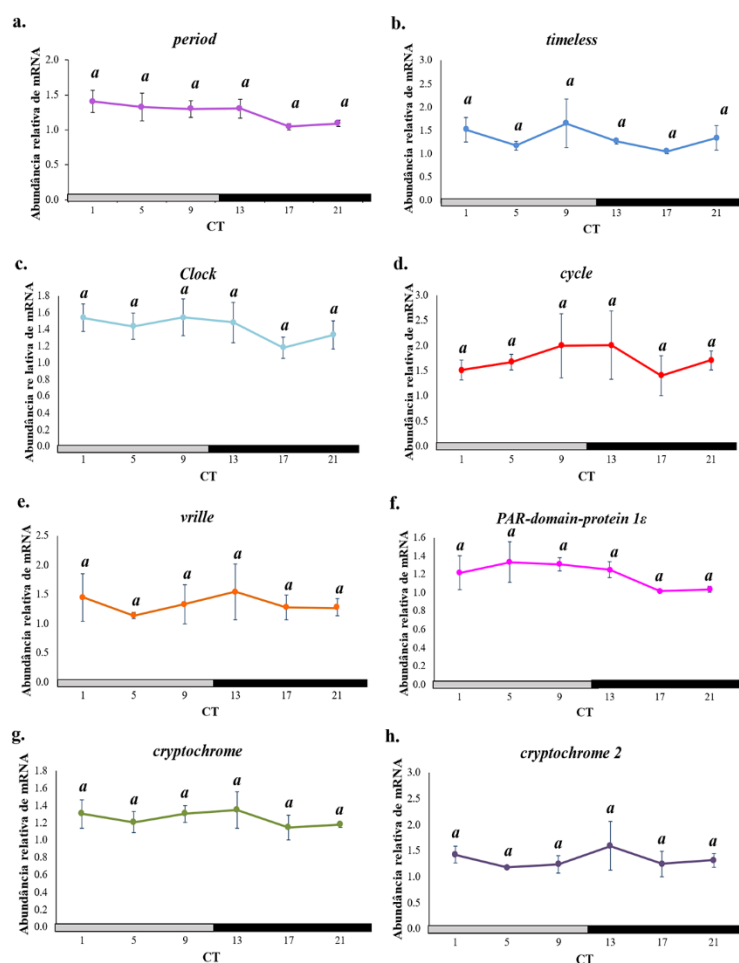 a.
period
Abundância relativa de mRNA
2.0
1.5
1.0
0.5
0.0
a a a a a a
1 5 9 13 17 21
CT
b.
timeless
Abundância relativa de mRNA
3.0
2.5
2.0
1.5
1.0
0.5
0.0
a a a a a a
1 5 9 13 17 21
CT
c.
Clock
Abundância re lativa de mRNA
1.8
1.6
1.4
1.2
1.0
0.8
0.6
0.4
0.2
0.0
a a a a a a
1 5 9 13 17 21
CT
d.
cycle
Abundância relativa de mRNA
3.0
2.5
2.0
1.5
1.0
0.5
0.0
a a a a a a
1 5 9 13 17 21
CT
e.
vrille
Abundância relativa de mRNA
2.5
2.0
1.5
1.0
0.5
0.0
a a a a a a
1 5 9 13 17 21
CT
f.
PAR-domain-protein 1ε
Abundância relativa de mRNA
1.6
1.4
1.2
1.0
0.8
0.6
0.4
0.2
0.0
a a a a a a
1 5 9 13 17 21
CT
g.
cryptochrome
Abundância relativa de mRNA
1.8
1.6
1.4
1.2
1.0
0.8
0.6
0.4
0.2
0.0
a a a a a a
1 5 9 13 17 21
CT
h.
cryptochrome 2
Abundância relativa de mRNA
3.0
2.5
2.0
1.5
1.0
0.5
0.0
a a a a a a
1 5 9 13 17 21
CT